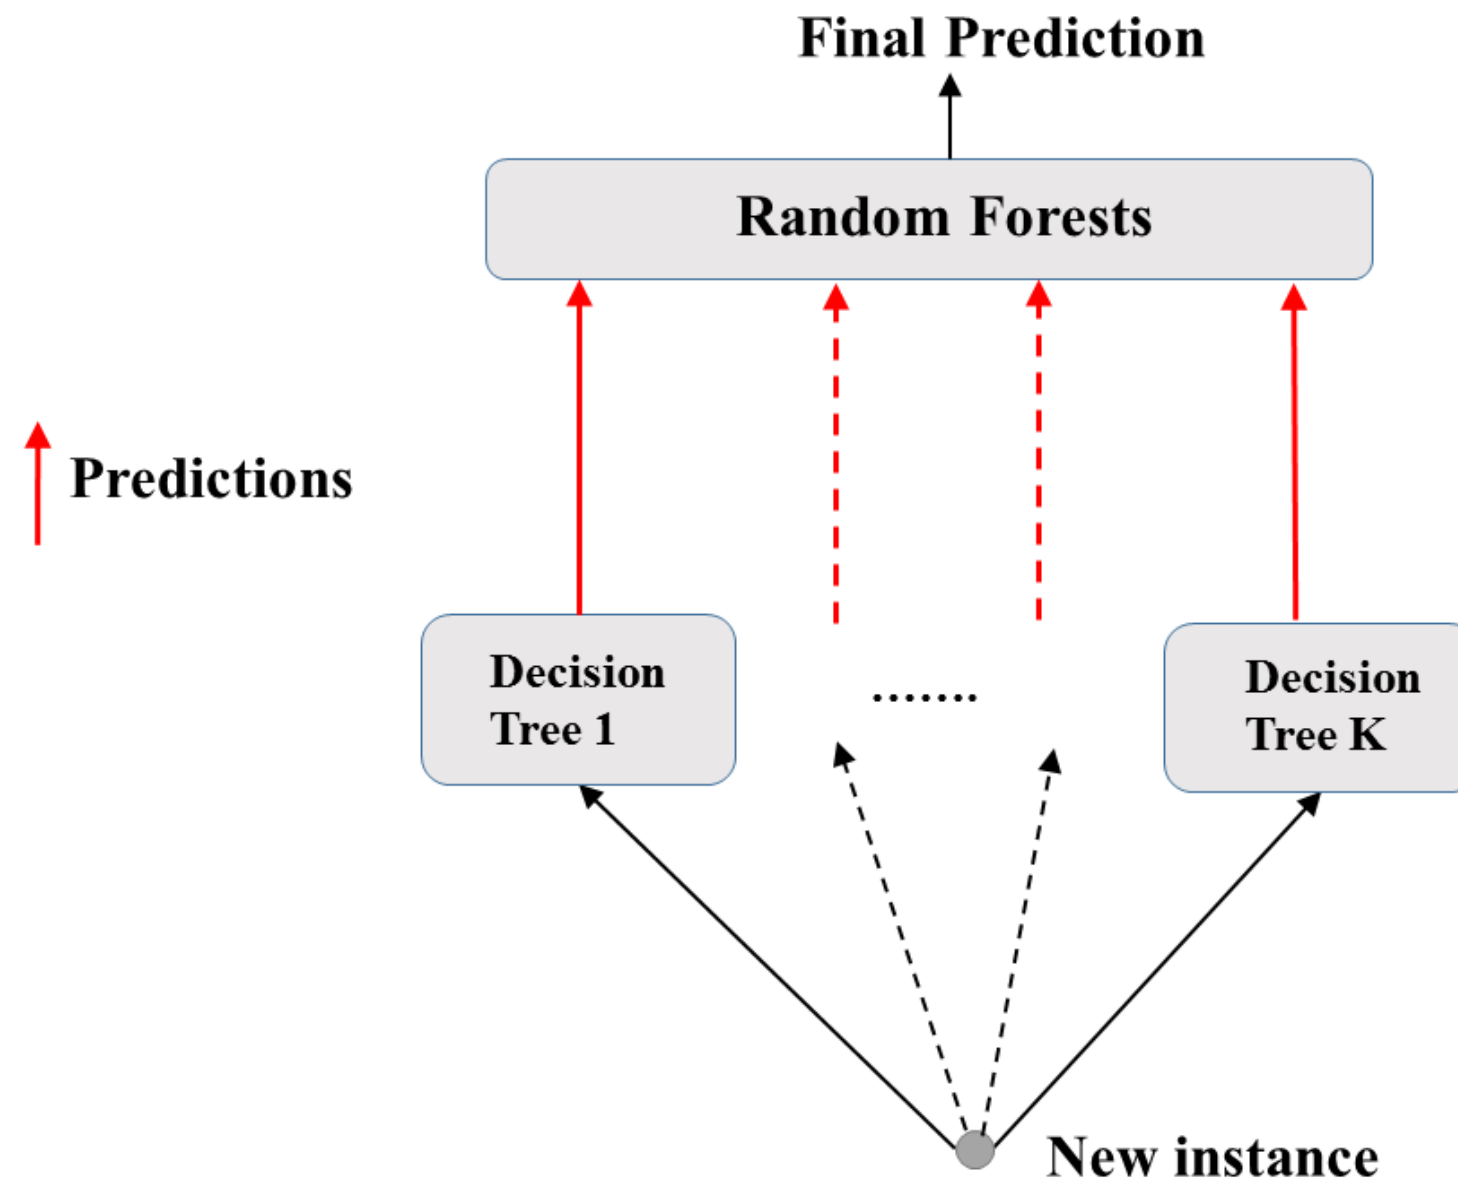 Final Prediction
Random Forests
Predictions
Decision
Tree 1
.......
Decision
Tree K
New instance